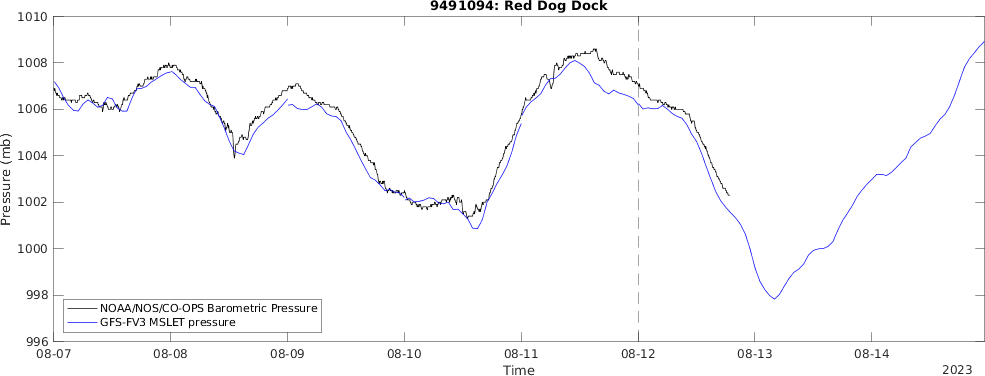 9491094: Red Dog Dock
Pressure (mb)
1010
1008
1006
1004
1002
1000
998
996
NOAA/NOS/CO-OPS Barometric Pressure
GFS-FV3 MSLET pressure
08-07 08-08 08-09 08-10 08-11 08-12 08-13 08-14
Time
2023